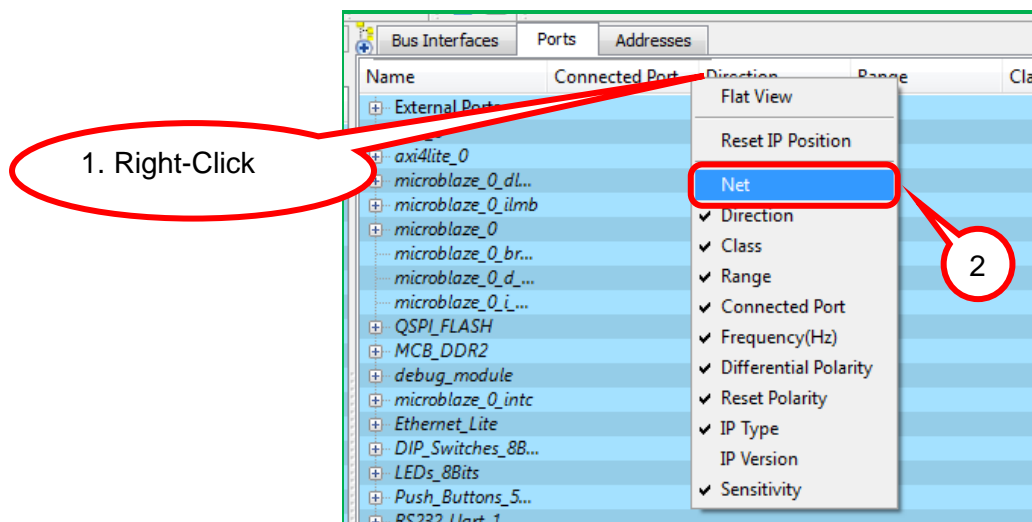 Bus Interfaces Ports Addresses
Name Connected Port Direction Range Cla
External Ports
axi4lite_0
microblaze_0_dl...
microblaze_0_ilmb
microblaze_0
microblaze_0_br...
microblaze_0_d_...
microblaze_0_i_...
QSPI_FLASH
MCB_DDR2
debug_module
microblaze_0_intc
Ethernet_Lite
DIP_Switches_8B...
LEDs_8Bits
Push_Buttons_5...
RS232_Uart_1
1. Right-Click
Flat View
Reset IP Position
Net
Direction
Class
Range
Connected Port
Frequency(Hz)
Differential Polarity
Reset Polarity
IP Type
IP Version
Sensitivity
2